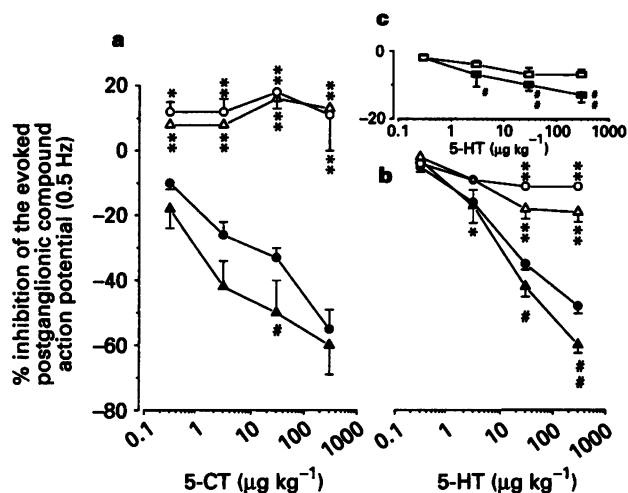 a
% inhibition of the evoked
postganglionic compound
action potential (0.5 Hz)
20
0
−20
−40
−60
−80
* ** ** **
** ** ** **
#
0.1 1 10 100 1000
5-CT (µg kg⁻¹)
c
0
−20
# # # # #
0.1 1 10 100 1000
5-HT (µg kg⁻¹)
b
** **
* ** **
# ##
0.1 1 10 100 1000
5-HT (µg kg⁻¹)